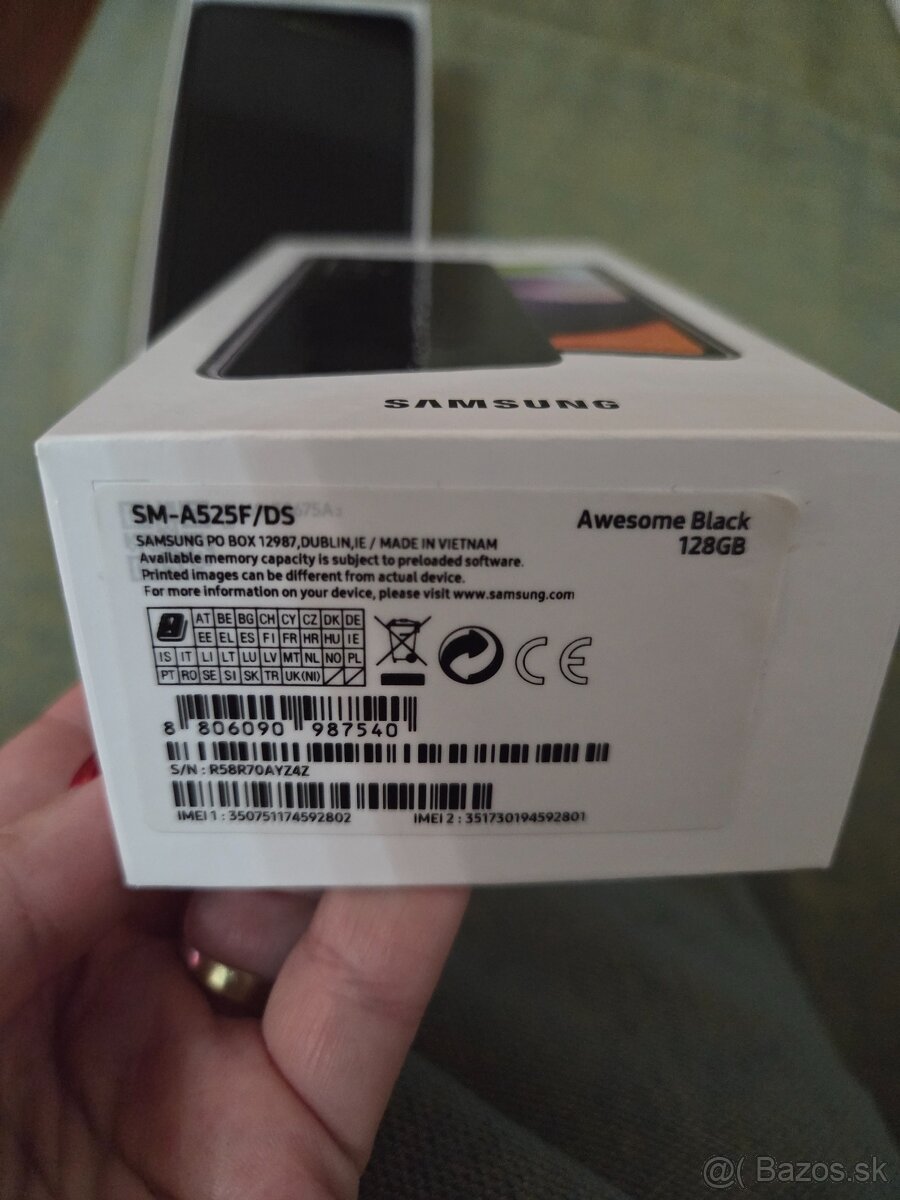 SAMSUNG
SM-A525F/DS
Awesome Black
128GB
SAMSUNG PO BOX 12987,DUBLIN,IE / MADE IN VIETNAM
Available memory capacity is subject to preloaded software.
Printed images can be different from actual device.
For more information on your device, please visit www.samsung.com
AT BE BG CH CY CZ DK DE
EE EL ES FI FR HR HU IE
IS IT LI LT LU LV MT NL NO PL
PT RO SE SI SK TR UK(NI)
CE
8 806090 987540
S/N : R58R70AYZ4Z
IMEI 1 : 350751174592802 IMEI 2 : 351730194592801
@( Bazos.sk